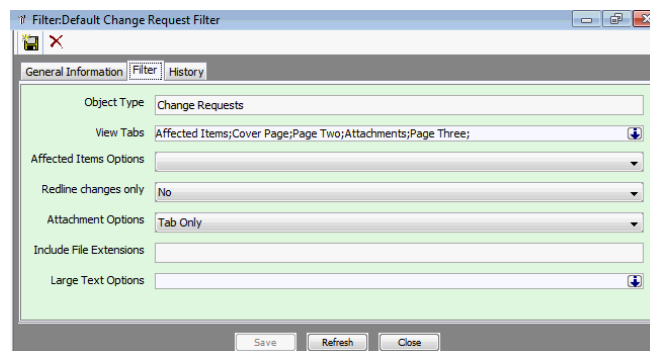 Filter:Default Change Request Filter
General Information Filter History
Object Type Change Requests
View Tabs Affected Items;Cover Page;Page Two;Attachments;Page Three;
Affected Items Options
Redline changes only No
Attachment Options Tab Only
Include File Extensions
Large Text Options
Save Refresh Close